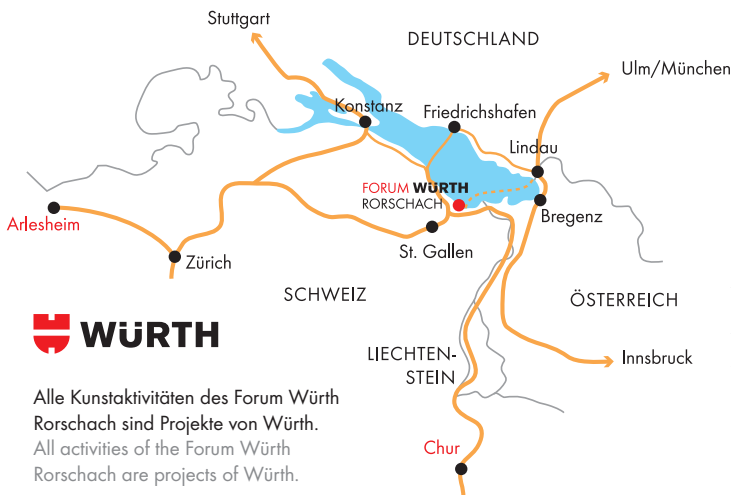 Stuttgart
DEUTSCHLAND
Ulm/München
Konstanz
Friedrichshafen
Lindau
FORUM WÜRTH
RORSCHACH
Arlesheim
Bregenz
St. Gallen
Zürich
SCHWEIZ
ÖSTERREICH
WÜRTH
LIECHTEN-
STEIN
Innsbruck
Alle Kunstaktivitäten des Forum Würth
Rorschach sind Projekte von Würth.
All activities of the Forum Würth
Rorschach are projects of Würth.
Chur